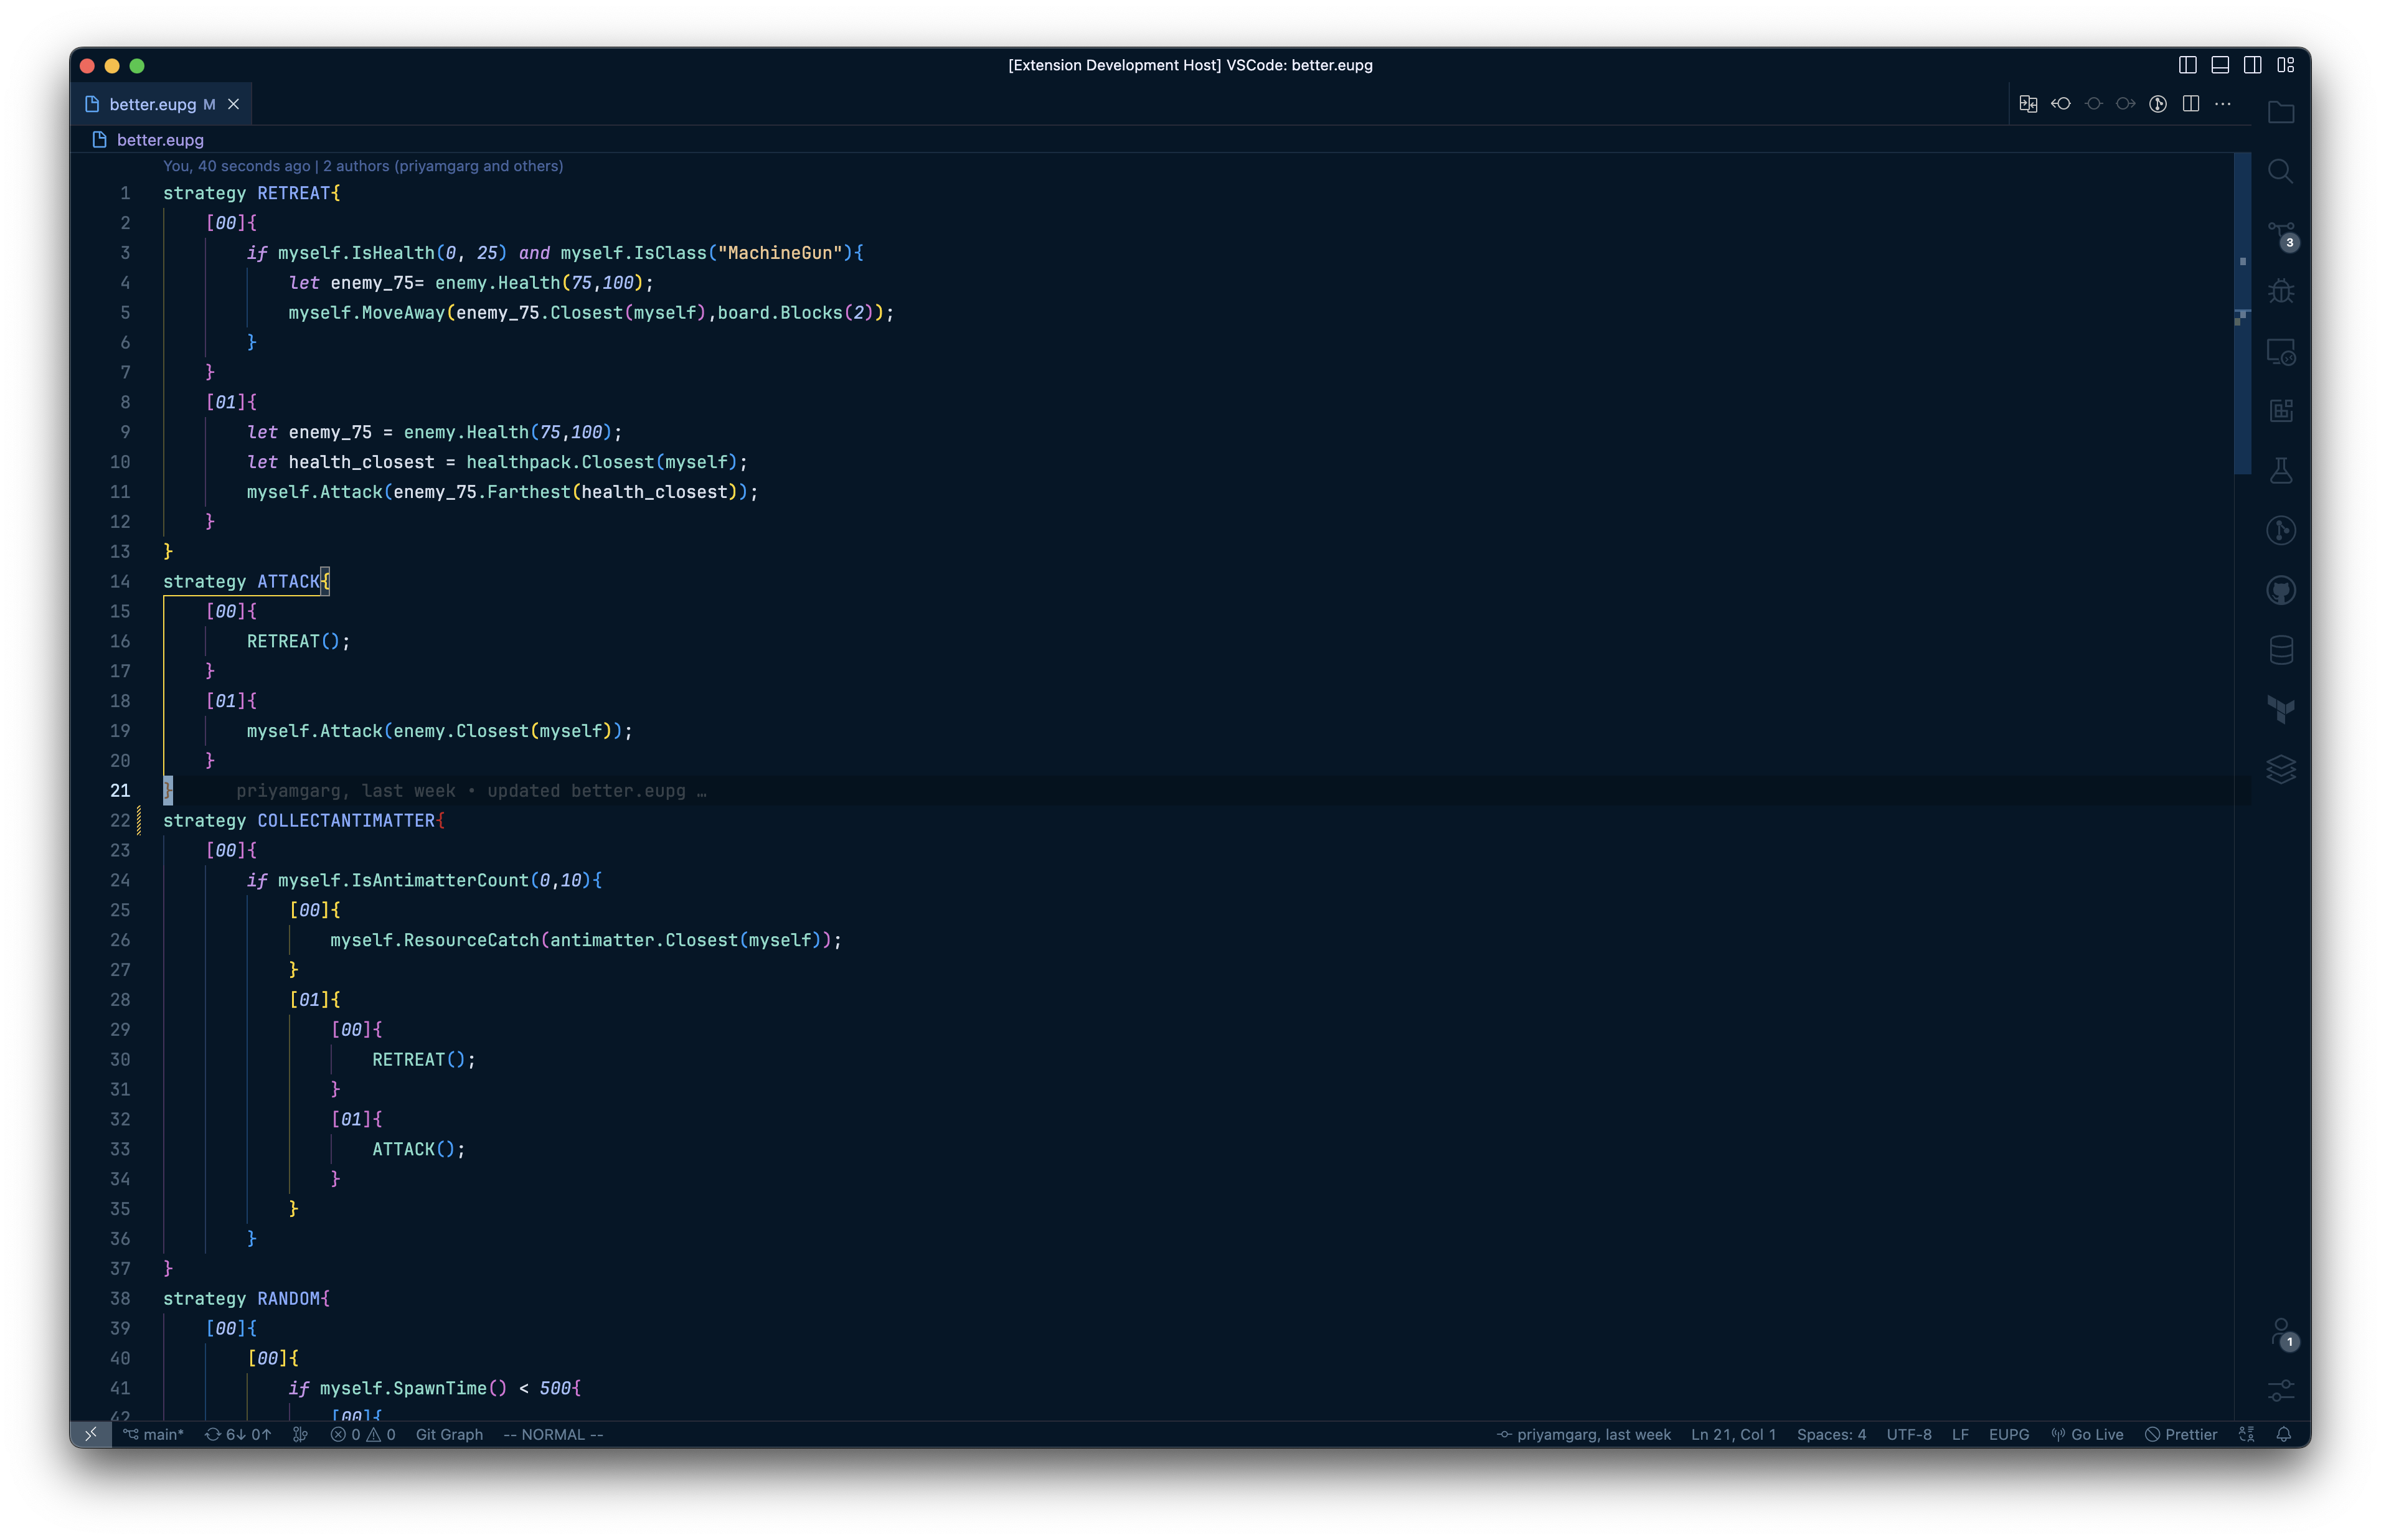 [Extension Development Host] VSCode: better.eupg
better.eupg M
better.eupg
You, 40 seconds ago | 2 authors (priyamgarg and others)
1 strategy RETREAT{
2 [00]{
3 if myself.IsHealth(0, 25) and myself.IsClass("MachineGun"){
4 let enemy_75= enemy.Health(75,100);
5 myself.MoveAway(enemy_75.Closest(myself),board.Blocks(2));
6 }
7 }
8 [01]{
9 let enemy_75 = enemy.Health(75,100);
10 let health_closest = healthpack.Closest(myself);
11 myself.Attack(enemy_75.Farthest(health_closest));
12 }
13 }
14 strategy ATTACK{
15 [00]{
16 RETREAT();
17 }
18 [01]{
19 myself.Attack(enemy.Closest(myself));
20 }
21 } priyamgarg, last week • updated better.eupg …
22 strategy COLLECTANTIMATTER{
23 [00]{
24 if myself.IsAntimatterCount(0,10){
25 [00]{
26 myself.ResourceCatch(antimatter.Closest(myself));
27 }
28 [01]{
29 [00]{
30 RETREAT();
31 }
32 [01]{
33 ATTACK();
34 }
35 }
36 }
37 }
38 strategy RANDOM{
39 [00]{
40 [00]{
41 if myself.SpawnTime() < 500{
42 [00]{
3
1
main* 6↓ 0↑ 0 0 Git Graph -- NORMAL -- priyamgarg, last week Ln 21, Col 1 Spaces: 4 UTF-8 LF EUPG Go Live Prettier